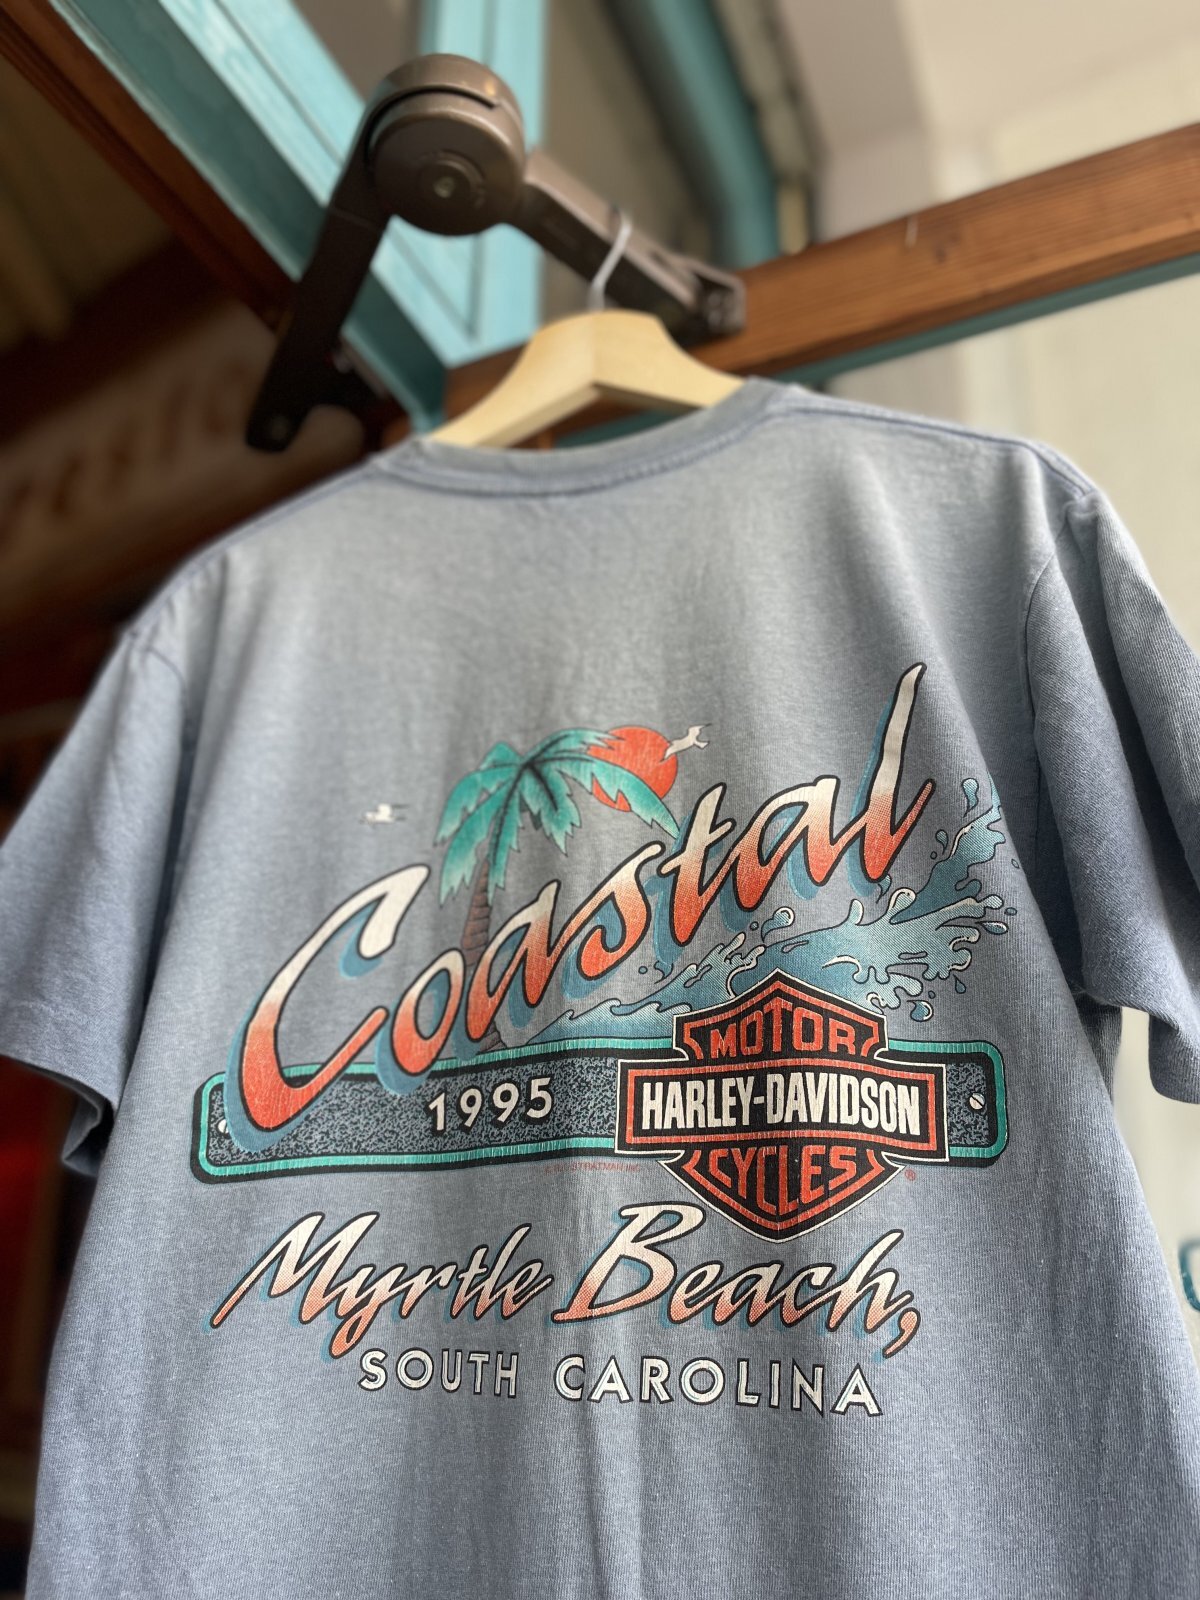 Coastal
1995
MOTOR
HARLEY-DAVIDSON
CYCLES
®
Myrtle Beach,
SOUTH CAROLINA